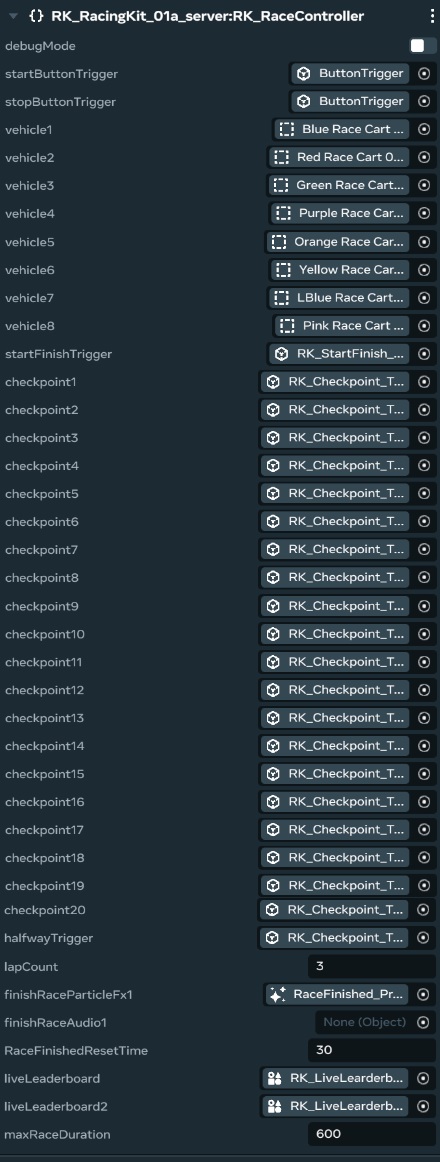 {} RK_RacingKit_01a_server:RK_RaceController
debugMode
startButtonTrigger ButtonTrigger
stopButtonTrigger ButtonTrigger
vehicle1 Blue Race Cart ...
vehicle2 Red Race Cart 0...
vehicle3 Green Race Cart...
vehicle4 Purple Race Car...
vehicle5 Orange Race Car...
vehicle6 Yellow Race Car...
vehicle7 LBlue Race Cart...
vehicle8 Pink Race Cart ...
startFinishTrigger RK_StartFinish_...
checkpoint1 RK_Checkpoint_T...
checkpoint2 RK_Checkpoint_T...
checkpoint3 RK_Checkpoint_T...
checkpoint4 RK_Checkpoint_T...
checkpoint5 RK_Checkpoint_T...
checkpoint6 RK_Checkpoint_T...
checkpoint7 RK_Checkpoint_T...
checkpoint8 RK_Checkpoint_T...
checkpoint9 RK_Checkpoint_T...
checkpoint10 RK_Checkpoint_T...
checkpoint11 RK_Checkpoint_T...
checkpoint12 RK_Checkpoint_T...
checkpoint13 RK_Checkpoint_T...
checkpoint14 RK_Checkpoint_T...
checkpoint15 RK_Checkpoint_T...
checkpoint16 RK_Checkpoint_T...
checkpoint17 RK_Checkpoint_T...
checkpoint18 RK_Checkpoint_T...
checkpoint19 RK_Checkpoint_T...
checkpoint20 RK_Checkpoint_T...
halfwayTrigger RK_Checkpoint_T...
lapCount 3
finishRaceParticleFx1 RaceFinished_Pr...
finishRaceAudio1 None (Object)
RaceFinishedResetTime 30
liveLeaderboard RK_LiveLearderb...
liveLeaderboard2 RK_LiveLearderb...
maxRaceDuration 600